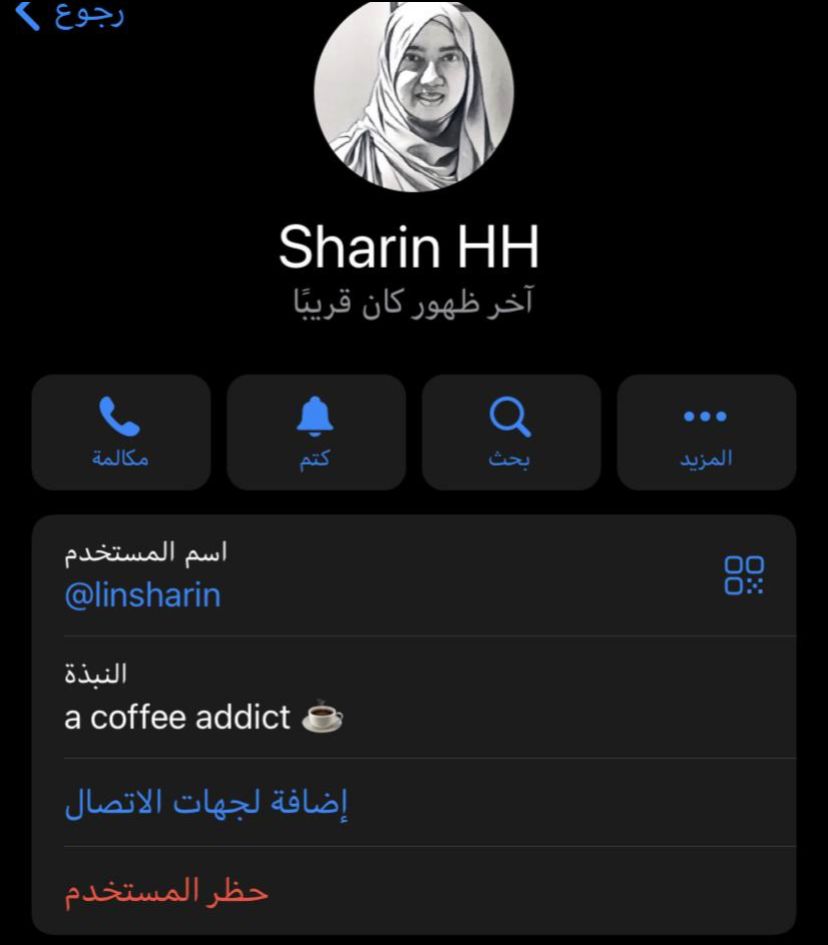 رجوع
Sharin HH
آخر ظهور كان قريبًا
مكالمة
كتم
بحث
المزيد
اسم المستخدم
@linsharin
النبذة
a coffee addict ☕
إضافة لجهات الاتصال
حظر المستخدم